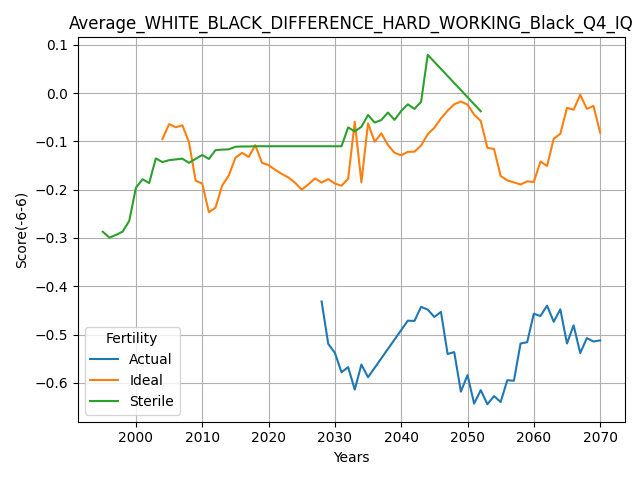 Average_WHITE_BLACK_DIFFERENCE_HARD_WORKING_Black_Q4_IQ
0.1
0.0
−0.1
−0.2
−0.3
−0.4
−0.5
−0.6
Score(-6-6)
Fertility
Actual
Ideal
Sterile
2000 2010 2020 2030 2040 2050 2060 2070
Years